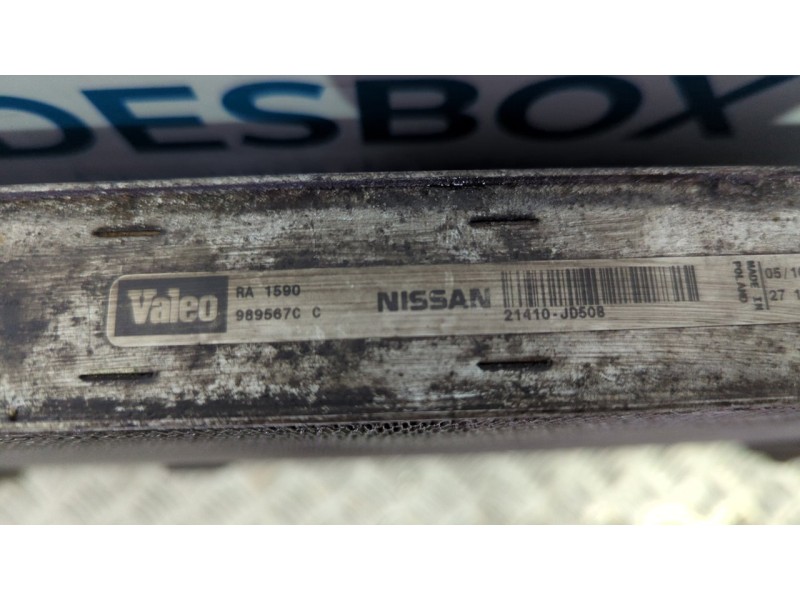 DESBOX
Valeo
RA 1590
989567C C
NISSAN
21410-JD50B
MADE IN
POLAND
05/10
27 1